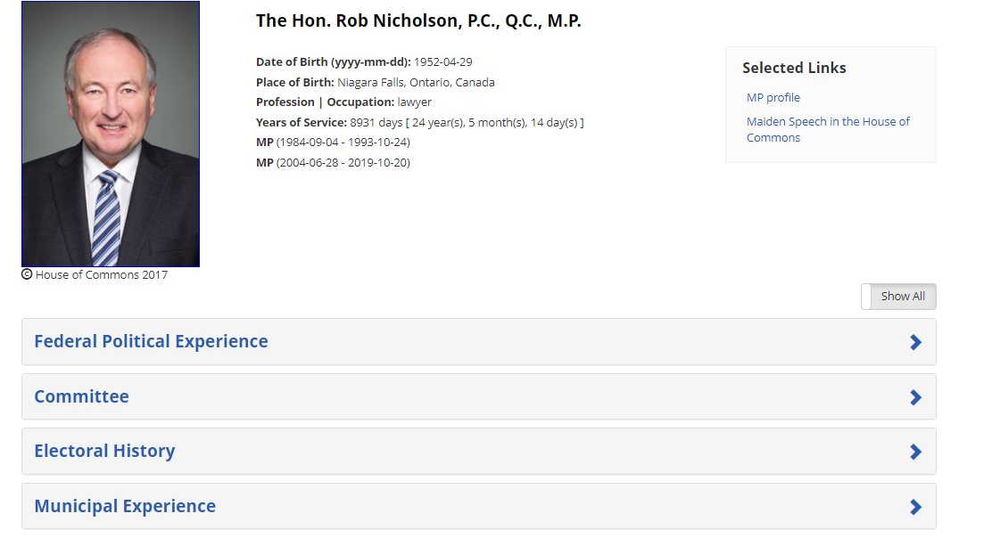 The Hon. Rob Nicholson, P.C., Q.C., M.P.
Date of Birth (yyyy-mm-dd): 1952-04-29
Place of Birth: Niagara Falls, Ontario, Canada
Profession | Occupation: lawyer
Years of Service: 8931 days [ 24 year(s), 5 month(s), 14 day(s) ]
MP (1984-09-04 - 1993-10-24)
MP (2004-06-28 - 2019-10-20)
Selected Links
MP profile
Maiden Speech in the House of
Commons
© House of Commons 2017
Show All
Federal Political Experience
Committee
Electoral History
Municipal Experience